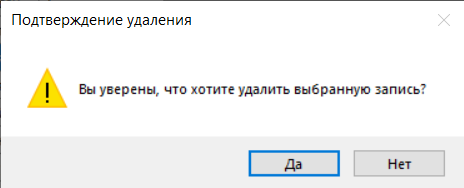 Подтверждение удаления
Вы уверены, что хотите удалить выбранную запись?
Да
Нет